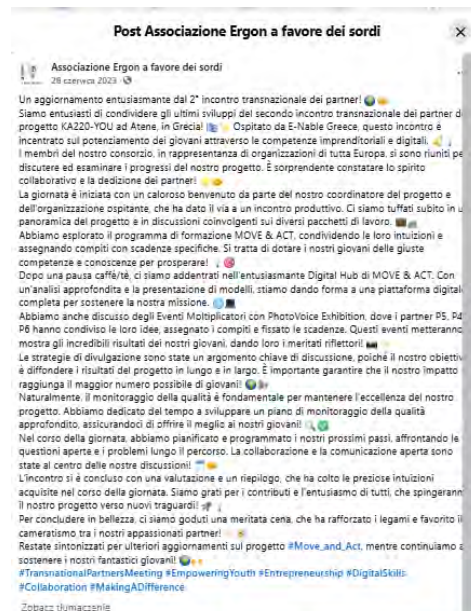 Post Associazione Ergon a favore dei sordi
Associazione Ergon a favore dei sordi
28 czerwca 2023
Un aggiornamento entusiasmante dal 2° incontro transnazionale dei partner!
Siamo entusiasti di condividere gli ultimi sviluppi del secondo incontro transnazionale dei partner d
progetto KA220-YOU ad Atene, in Grecia! Ospitato da E-Nable Greece, questo incontro è
incentrato sul potenziamento dei giovani attraverso le competenze imprenditoriali e digitali.
I membri del nostro consorzio, in rappresentanza di organizzazioni di tutta Europa, si sono riuniti pe
discutere ed esaminare i progressi del nostro progetto. È sorprendente constatare lo spirito
collaborativo e la dedizione dei partner!
La giornata è iniziata con un caloroso benvenuto da parte del nostro coordinatore del progetto e
dell'organizzazione ospitante, che ha dato il via a un incontro produttivo. Ci siamo tuffati subito in u
panoramica del progetto e in discussioni coinvolgenti sui diversi pacchetti di lavoro.
Abbiamo esplorato il programma di formazione MOVE & ACT, condividendo le loro intuizioni e
assegnando compiti con scadenze specifiche. Si tratta di dotare i nostri giovani delle giuste
competenze e conoscenze per prosperare!
Dopo una pausa caffè/tè, ci siamo addentrati nell'entusiasmante Digital Hub di MOVE & ACT. Con
un'analisi approfondita e la presentazione di modelli, stiamo dando forma a una piattaforma digital
completa per sostenere la nostra missione.
Abbiamo anche discusso degli Eventi Moltiplicatori con PhotoVoice Exhibition, dove i partner P5, P4
P6 hanno condiviso le loro idee, assegnato i compiti e fissato le scadenze. Questi eventi metteranno
mostra gli incredibili risultati dei nostri giovani, dando loro i meritati riflettori!
Le strategie di divulgazione sono state un argomento chiave di discussione, poiché il nostro obiettiv
è diffondere i risultati del progetto in lungo e in largo. È importante garantire che il nostro impatto
raggiunga il maggior numero possibile di giovani!
Naturalmente, il monitoraggio della qualità è fondamentale per mantenere l'eccellenza del nostro
progetto. Abbiamo dedicato del tempo a sviluppare un piano di monitoraggio della qualità
approfondito, assicurandoci di offrire il meglio ai nostri giovani!
Nel corso della giornata, abbiamo pianificato e programmato i nostri prossimi passi, affrontando le
questioni aperte e i problemi lungo il percorso. La collaborazione e la comunicazione aperta sono
state al centro delle nostre discussioni!
L'incontro si è concluso con una valutazione e un riepilogo, che ha colto le preziose intuizioni
acquisite nel corso della giornata. Siamo grati per i contributi e l'entusiasmo di tutti, che spingerann
il nostro progetto verso nuovi traguardi!
Per concludere in bellezza, ci siamo goduti una meritata cena, che ha rafforzato i legami e favorito il
cameratismo tra i nostri appassionati partner!
Restate sintonizzati per ulteriori aggiornamenti sul progetto #Move_and_Act, mentre continuiamo a
sostenere i nostri fantastici giovani!
#TransnationalPartnersMeeting #EmpoweringYouth #Entrepreneurship #DigitalSkills
#Collaboration #MakingADifference
Zobacz tłumaczenie